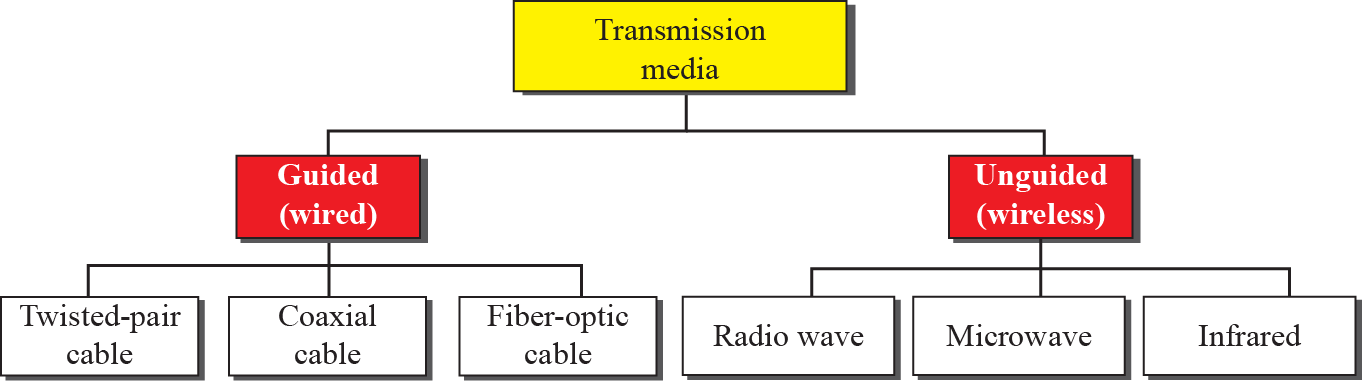 Transmission
media
Guided
(wired)
Unguided
(wireless)
Twisted-pair
cable
Coaxial
cable
Fiber-optic
cable
Radio wave
Microwave
Infrared